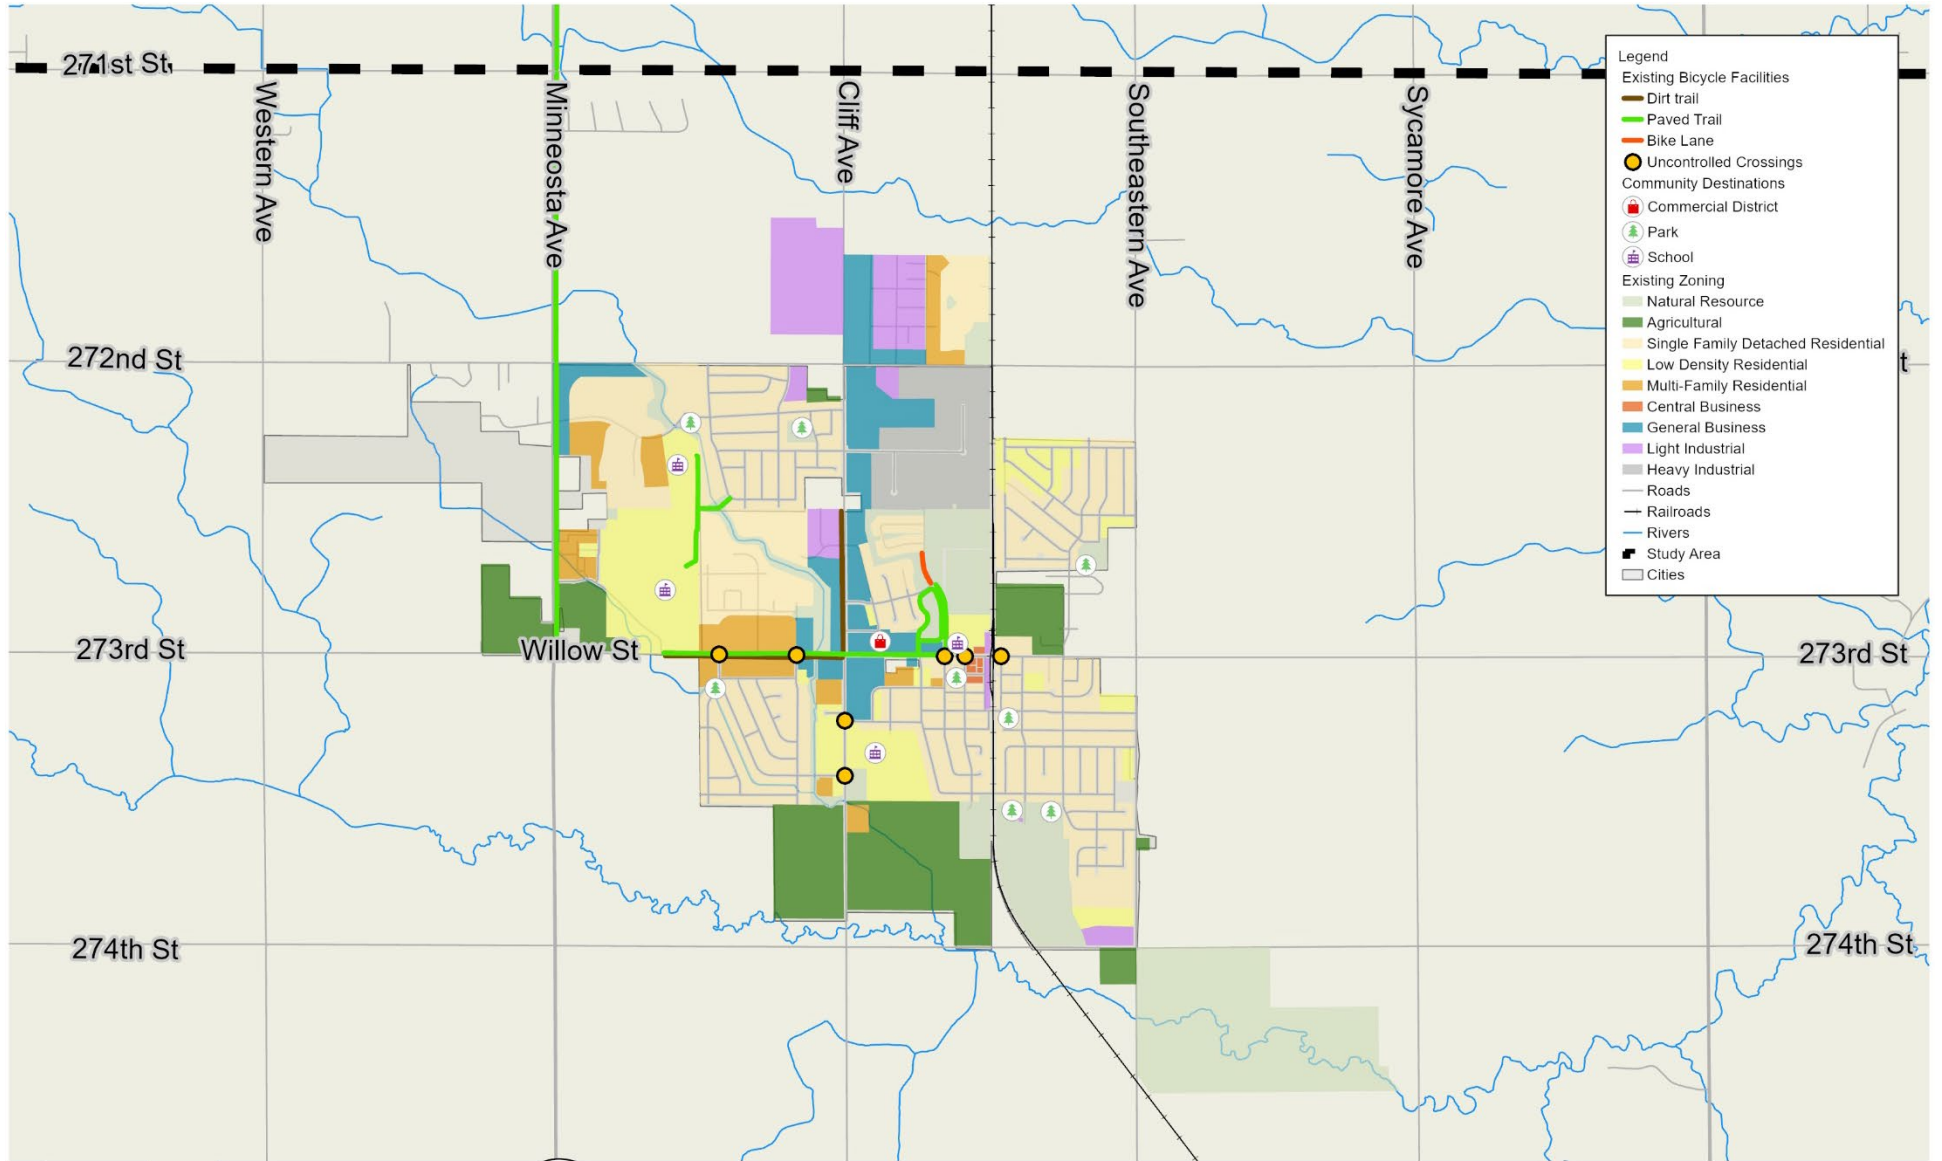 271st St
Western Ave
Minneosta Ave
Cliff Ave
Southeastern Ave
Sycamore Ave
272nd St
t
273rd St
Willow St
273rd St
274th St
274th St
Legend
Existing Bicycle Facilities
Dirt trail
Paved Trail
Bike Lane
Uncontrolled Crossings
Community Destinations
Commercial District
Park
School
Existing Zoning
Natural Resource
Agricultural
Single Family Detached Residential
Low Density Residential
Multi-Family Residential
Central Business
General Business
Light Industrial
Heavy Industrial
Roads
Railroads
Rivers
Study Area
Cities